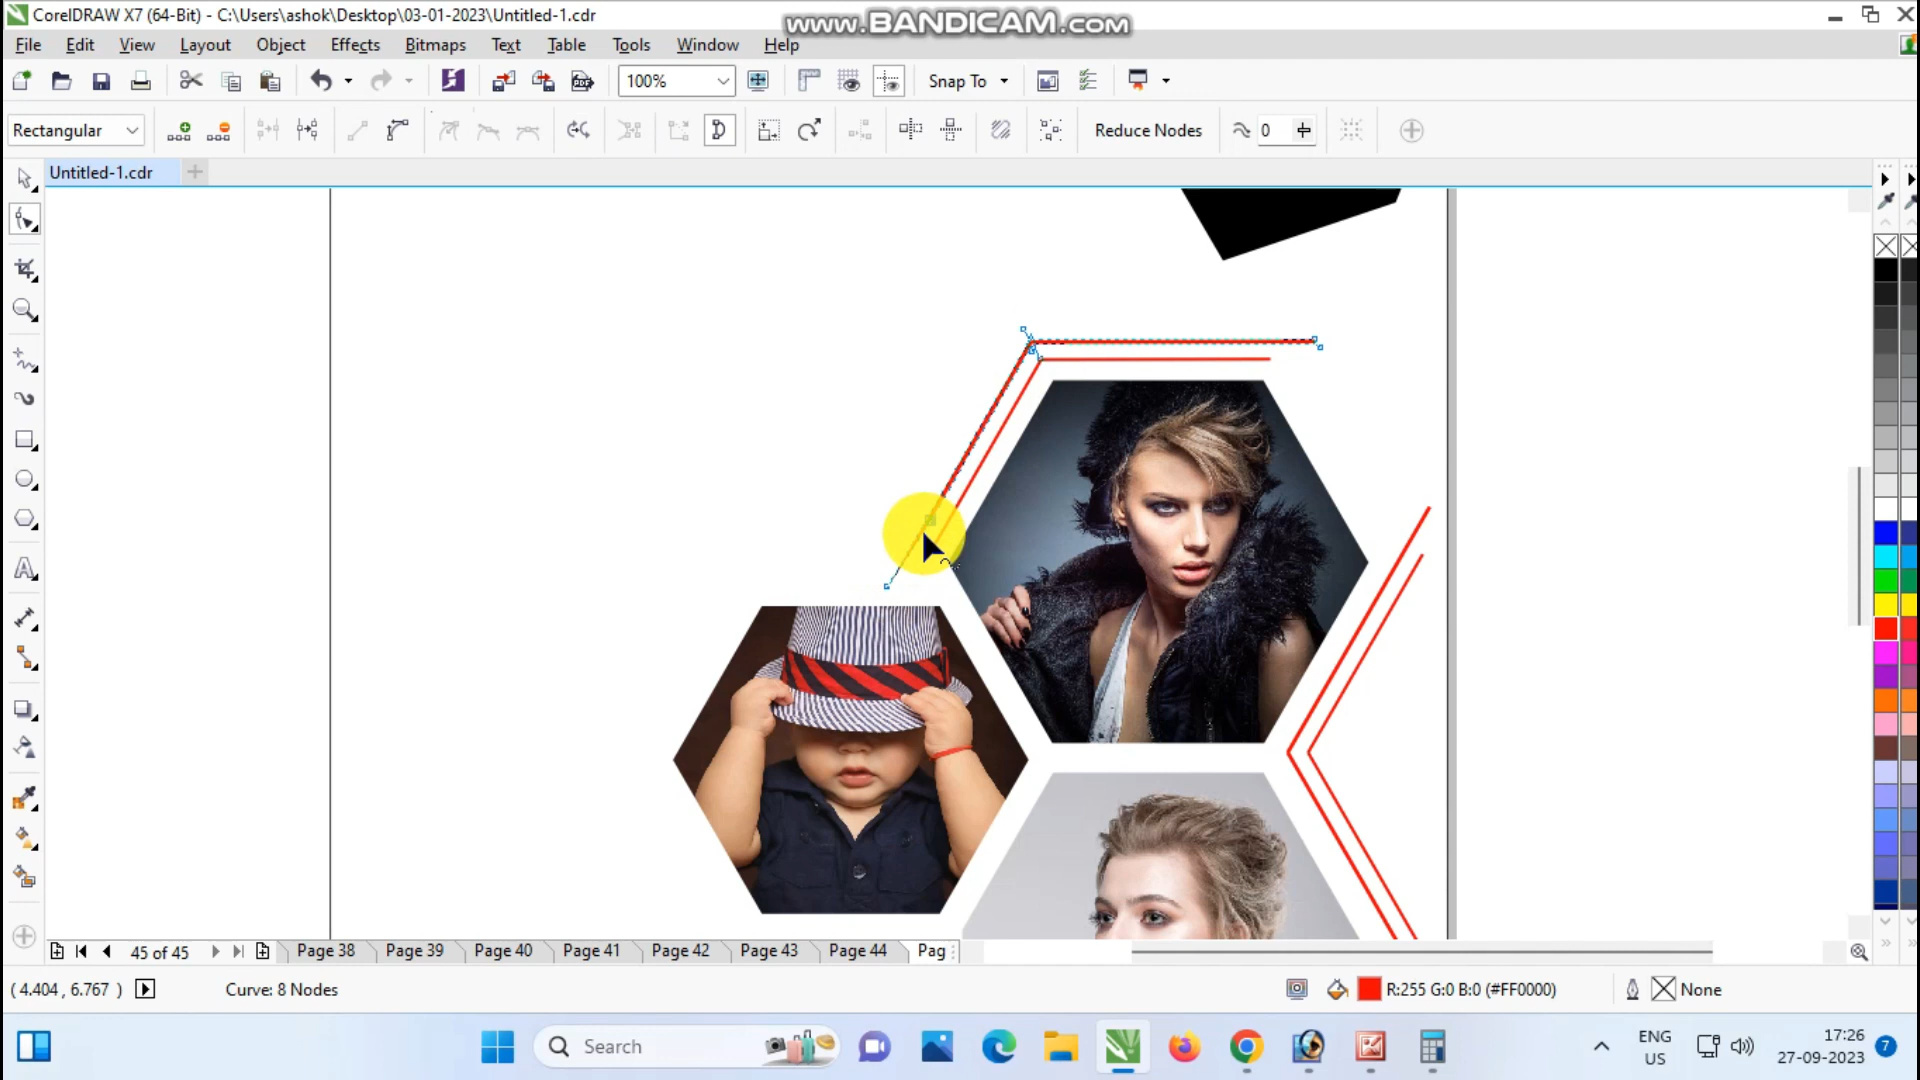 CorelDRAW X7 (64-Bit) - C:\Users\ashok\Desktop\03-01-2023\Untitled-1.cdr
www.BANDICAM.com
File Edit View Layout Object Effects Bitmaps Text Table Tools Window Help
100% Snap To
Rectangular Reduce Nodes 0
Untitled-1.cdr
45 of 45 Page 38 Page 39 Page 40 Page 41 Page 42 Page 43 Page 44 Pag
( 4.404 , 6.767 ) Curve: 8 Nodes R:255 G:0 B:0 (#FF0000) None
Search
ENG
US
17:26
27-09-2023
7